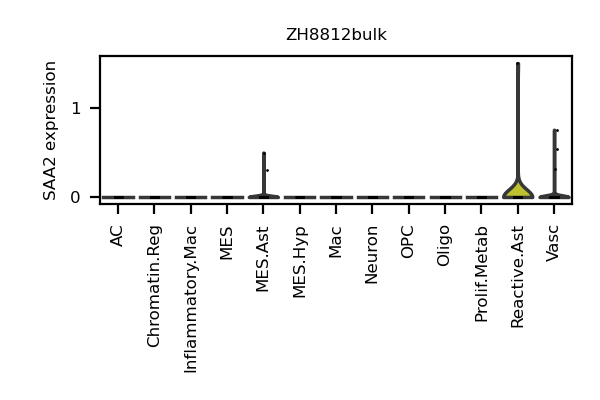 ZH8812bulk
SAA2 expression
1
0
AC
Chromatin.Reg
Inflammatory.Mac
MES
MES.Ast
MES.Hyp
Mac
Neuron
OPC
Oligo
Prolif.Metab
Reactive.Ast
Vasc